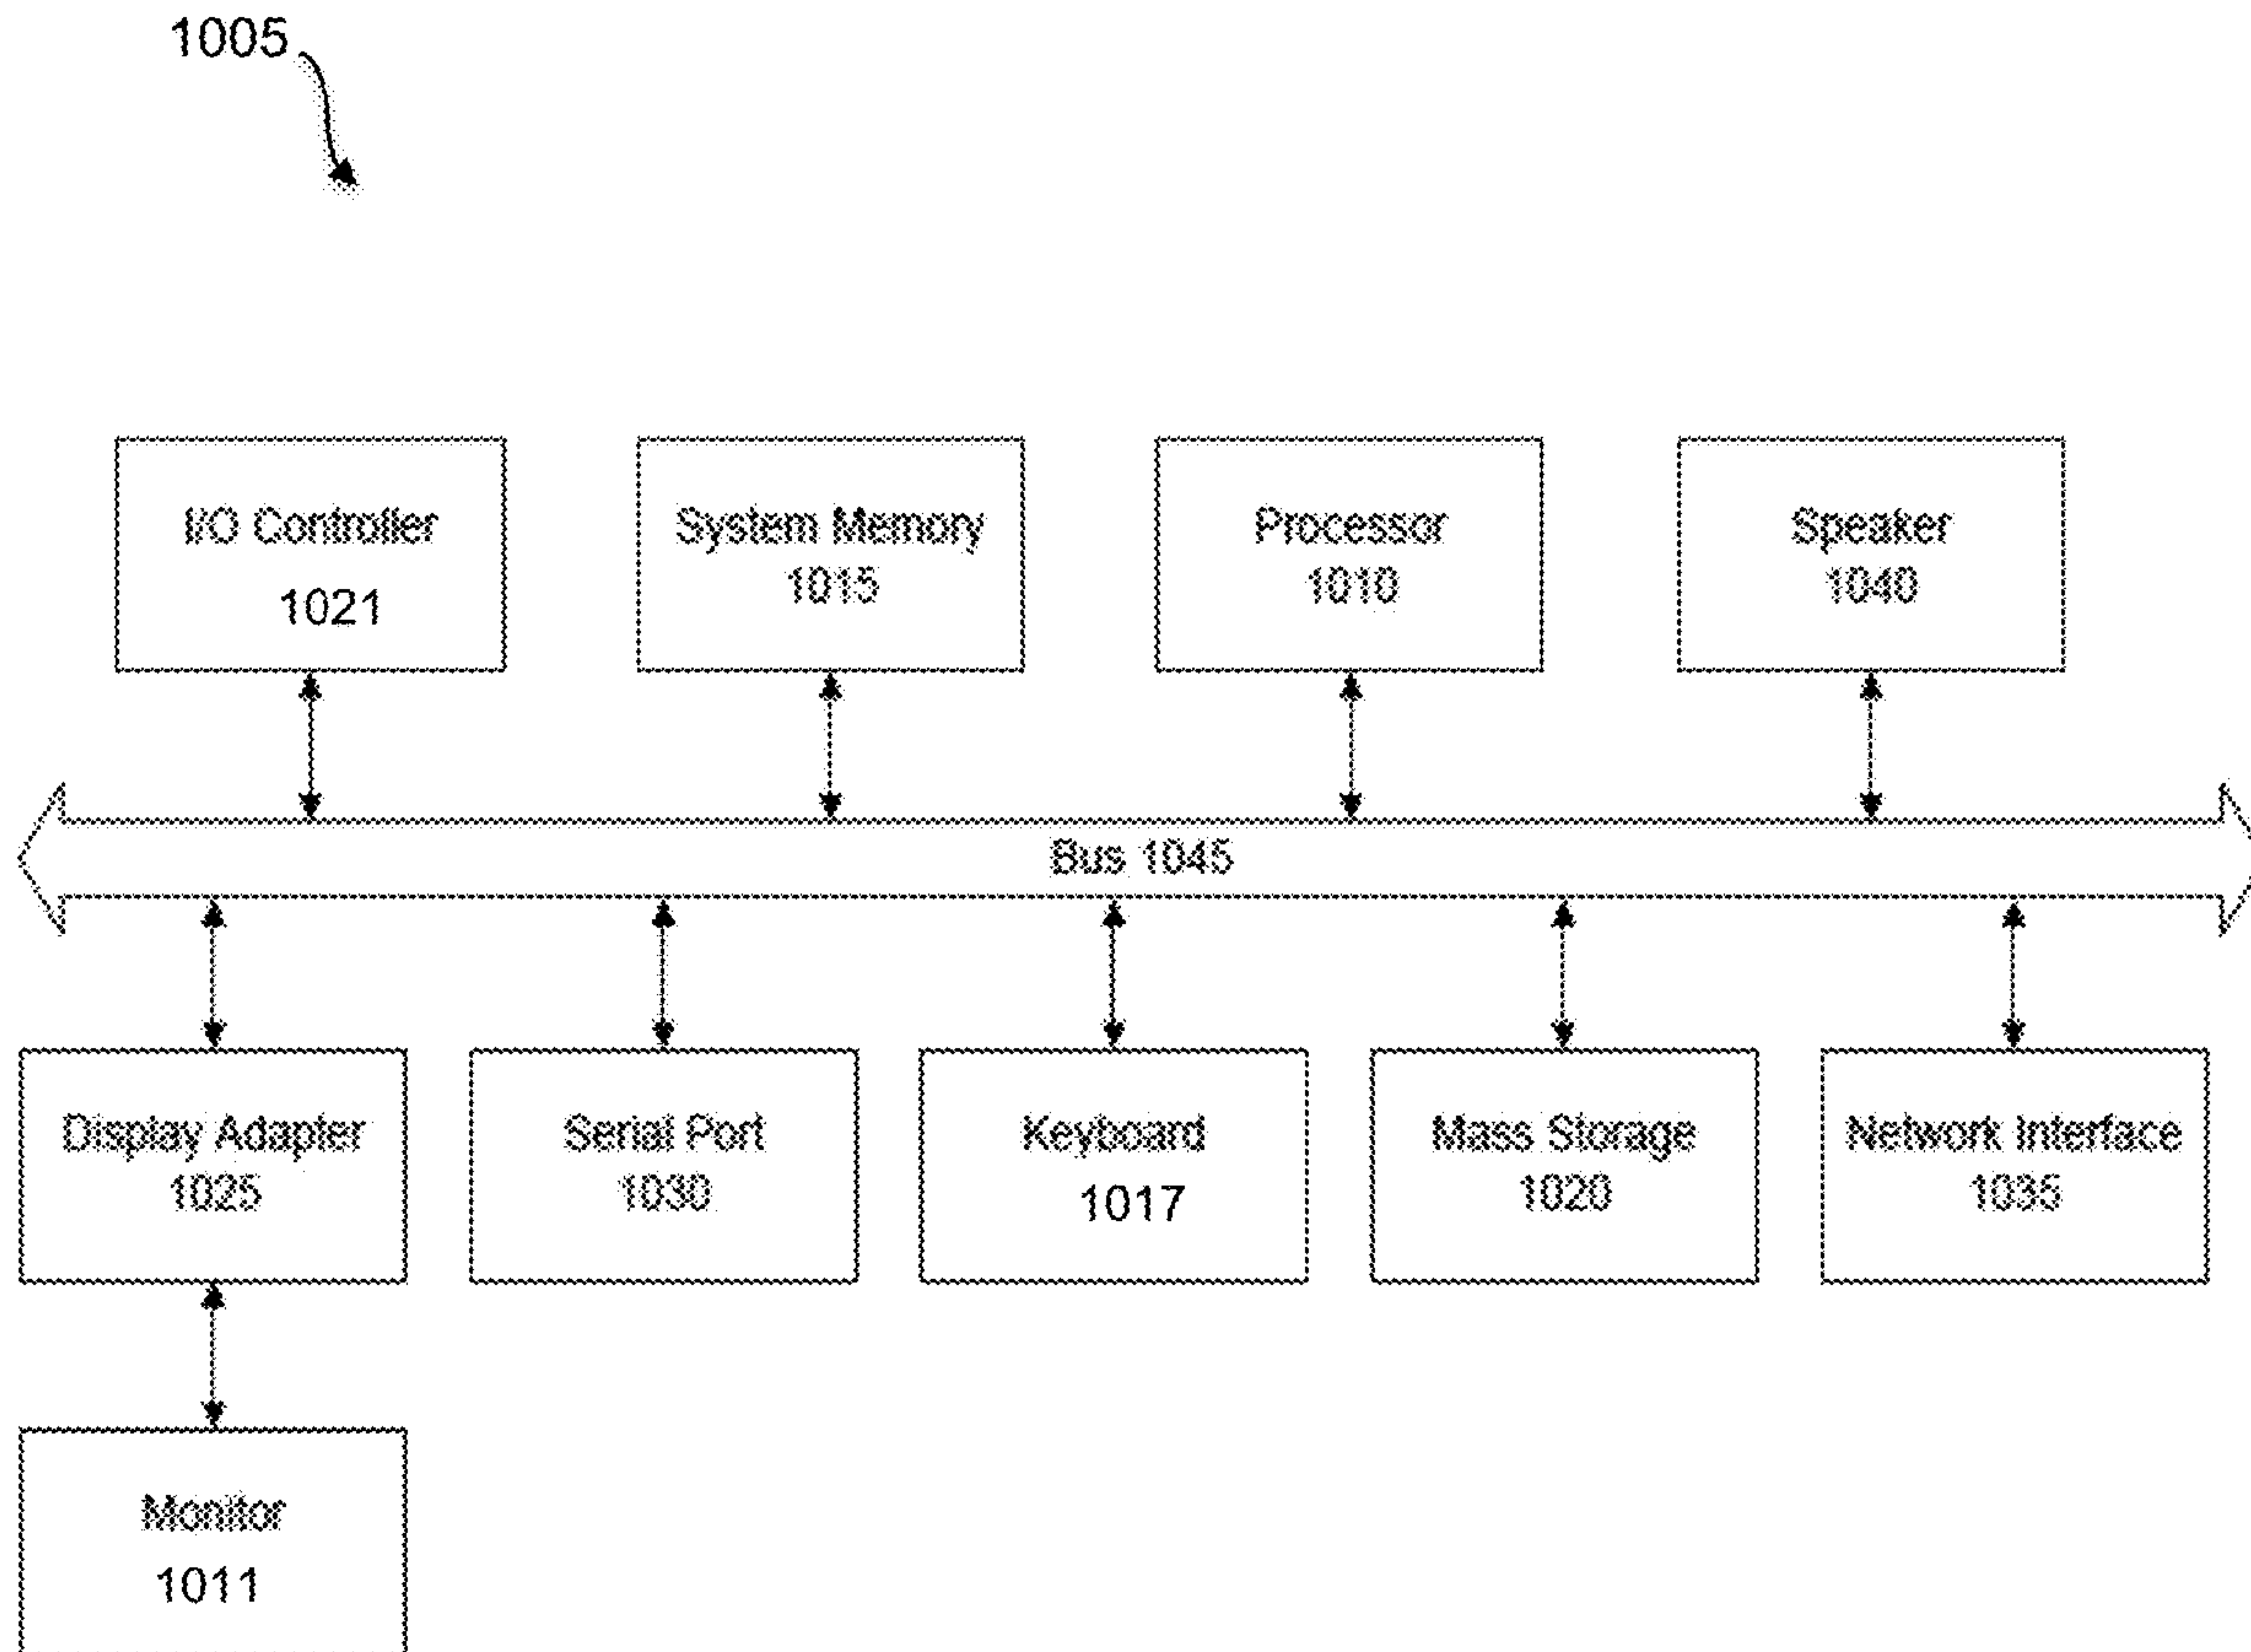 1005
I/O Controller
1021
System Memory
1015
Processor
1010
Speaker
1040
Bus 1045
Display Adapter
1025
Serial Port
1030
Keyboard
1017
Mass Storage
1020
Network Interface
1035
Monitor
1011